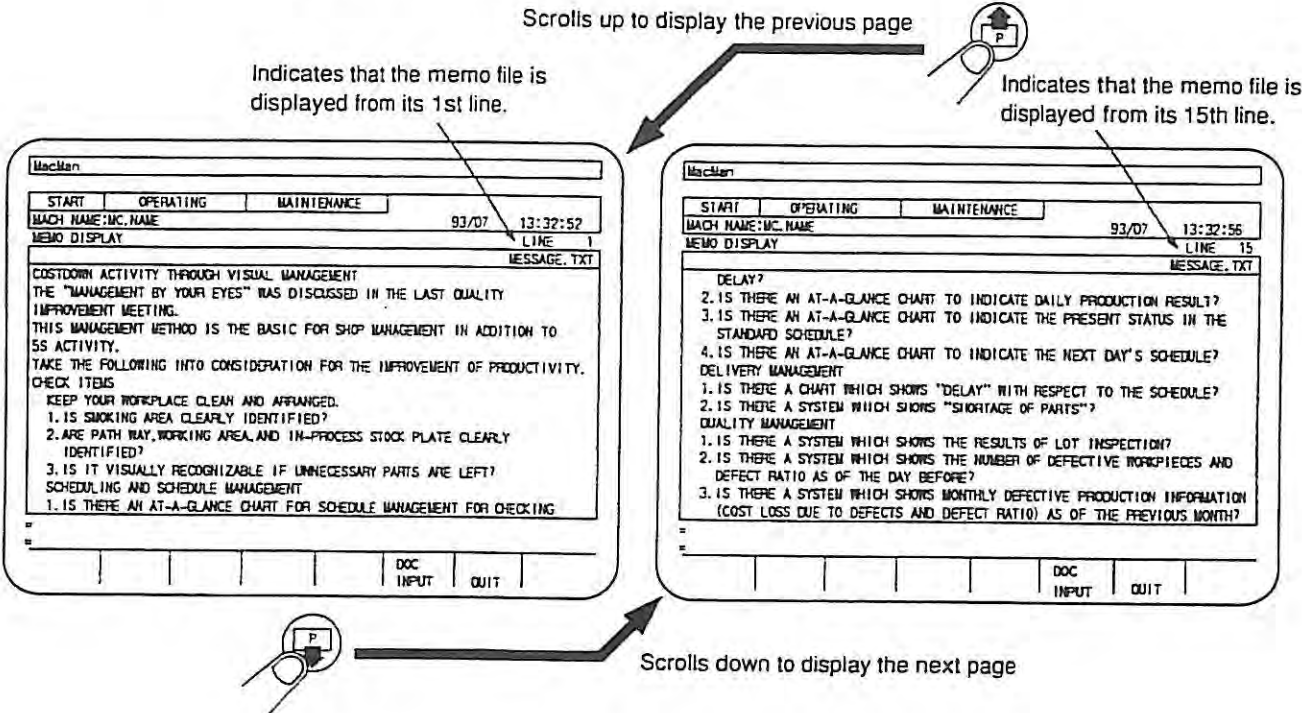 Scrolls up to display the previous page
P
Indicates that the memo file is
displayed from its 1st line.
Indicates that the memo file is
displayed from its 15th line.
MacMan
START OPERATING MAINTENANCE
MACH NAME:MC.NAME 93/07 13:32:52
MEMO DISPLAY LINE 1
MESSAGE.TXT
COSTDOWN ACTIVITY THROUGH VISUAL MANAGEMENT
THE "MANAGEMENT BY YOUR EYES" WAS DISCUSSED IN THE LAST QUALITY
IMPROVEMENT MEETING.
THIS MANAGEMENT METHOD IS THE BASIC FOR SHOP MANAGEMENT IN ADDITION TO
5S ACTIVITY.
TAKE THE FOLLOWING INTO CONSIDERATION FOR THE IMPROVEMENT OF PRODUCTIVITY.
CHECK ITEMS
KEEP YOUR WORKPLACE CLEAN AND ARRANGED.
1. IS SMOKING AREA CLEARLY IDENTIFIED?
2. ARE PATH WAY,WORKING AREA,AND IN-PROCESS STOCK PLATE CLEARLY
IDENTIFIED?
3. IS IT VISUALLY RECOGNIZABLE IF UNNECESSARY PARTS ARE LEFT?
SCHEDULING AND SCHEDULE MANAGEMENT
1. IS THERE AN AT-A-GLANCE CHART FOR SCHEDULE MANAGEMENT FOR CHECKING
=
=
DOC
INPUT QUIT
MacMan
START OPERATING MAINTENANCE
MACH NAME:MC.NAME 93/07 13:32:56
MEMO DISPLAY LINE 15
MESSAGE.TXT
DELAY?
2. IS THERE AN AT-A-GLANCE CHART TO INDICATE DAILY PRODUCTION RESULT?
3. IS THERE AN AT-A-GLANCE CHART TO INDICATE THE PRESENT STATUS IN THE
STANDARD SCHEDULE?
4. IS THERE AN AT-A-GLANCE CHART TO INDICATE THE NEXT DAY'S SCHEDULE?
DELIVERY MANAGEMENT
1. IS THERE A CHART WHICH SHOWS "DELAY" WITH RESPECT TO THE SCHEDULE?
2. IS THERE A SYSTEM WHICH SHOWS "SHORTAGE OF PARTS"?
QUALITY MANAGEMENT
1. IS THERE A SYSTEM WHICH SHOWS THE RESULTS OF LOT INSPECTION?
2. IS THERE A SYSTEM WHICH SHOWS THE NUMBER OF DEFECTIVE WORKPIECES AND
DEFECT RATIO AS OF THE DAY BEFORE?
3. IS THERE A SYSTEM WHICH SHOWS MONTHLY DEFECTIVE PRODUCTION INFORMATION
(COST LOSS DUE TO DEFECTS AND DEFECT RATIO) AS OF THE PREVIOUS MONTH?
=
=
DOC
INPUT QUIT
P
Scrolls down to display the next page